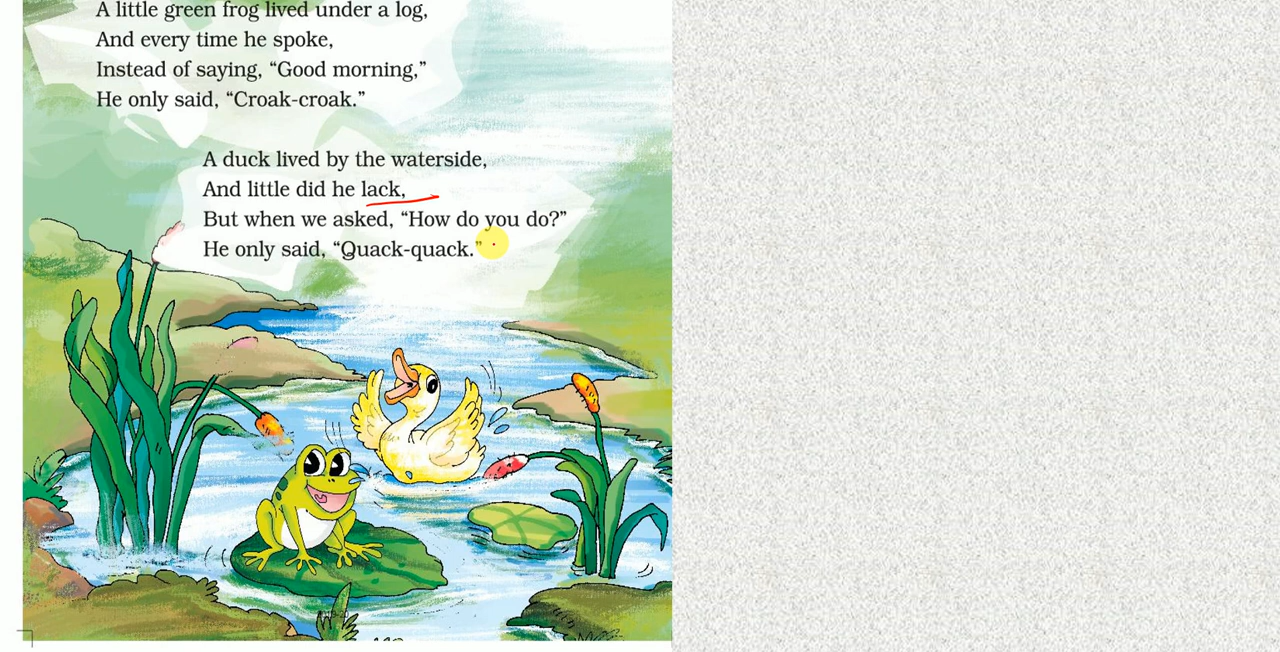 A little green frog lived under a log,
And every time he spoke,
Instead of saying, “Good morning,”
He only said, “Croak-croak.”
A duck lived by the waterside,
And little did he lack,
But when we asked, “How do you do?”
He only said, “Quack-quack.”